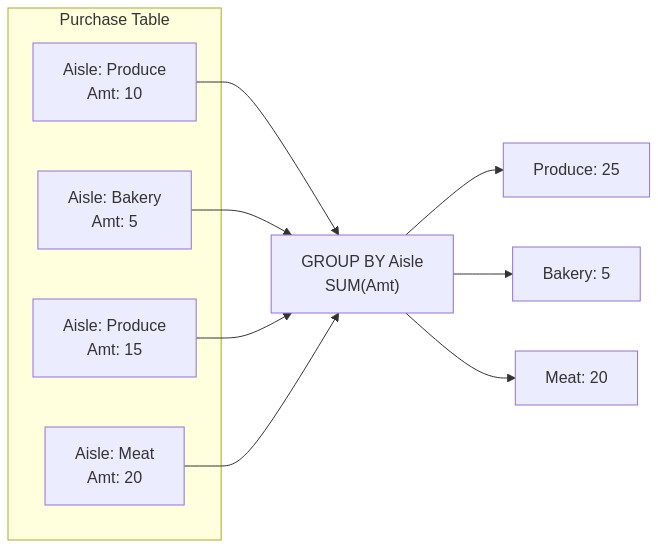 Purchase Table
Aisle: Produce
Amt: 10
Aisle: Bakery
Amt: 5
Aisle: Produce
Amt: 15
Aisle: Meat
Amt: 20
GROUP BY Aisle
SUM(Amt)
Produce: 25
Bakery: 5
Meat: 20